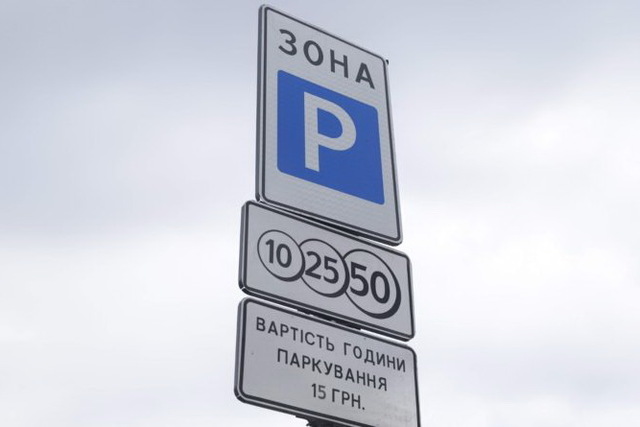 ЗОНА
P
10 25 50
ВАРТІСТЬ ГОДИНИ
ПАРКУВАННЯ
15 ГРН.